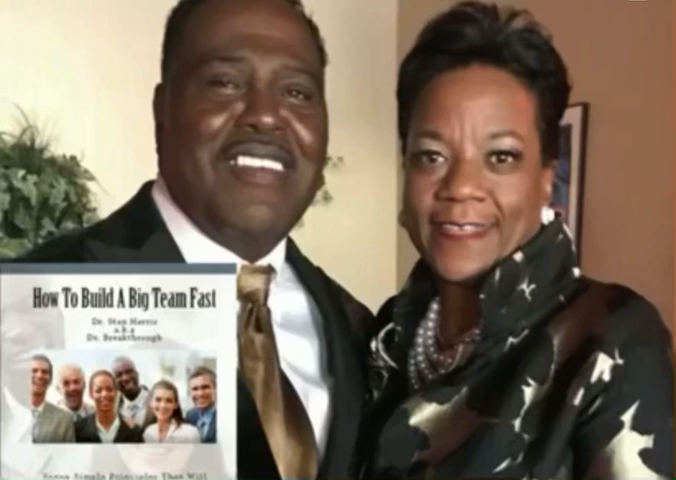 How To Build A Big Team Fast
Dr. Stan Harris
a.k.a
Dr. Breakthrough
Seven Simple Principles That Will